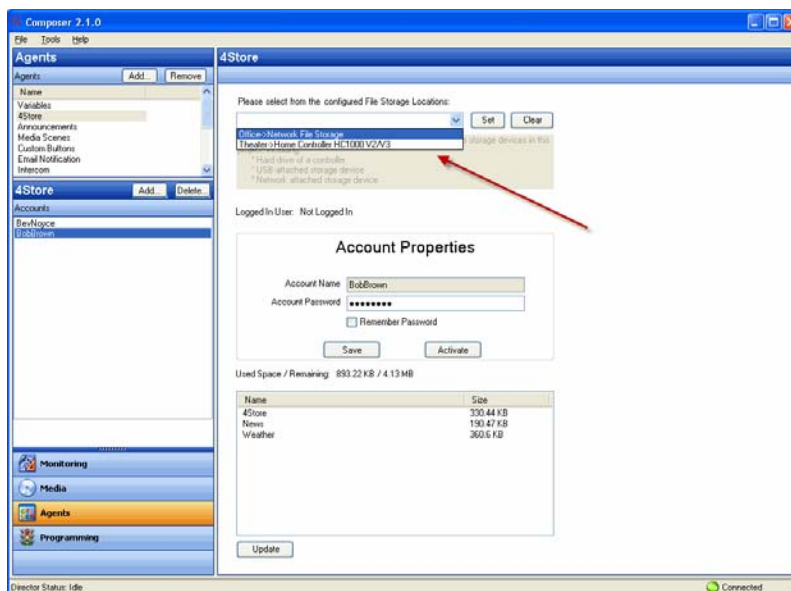 Composer 2.1.0
File Tools Help
Agents
Agents Add... Remove
Name
Variables
4Store
Announcements
Media Scenes
Custom Buttons
Email Notification
Intercom
4Store Add... Delete...
Accounts
BevNoyce
BobBrown
Monitoring
Media
Agents
Programming
4Store
Please select from the configured File Storage Locations:
Set Clear
Office->Network File Storage
Theater->Home Controller HC1000 V2/V3
storage devices in this
* Hard drive of a controller
* USB attached storage device
* Network attached storage device
Logged In User: Not Logged In
Account Properties
Account Name BobBrown
Account Password ●●●●●●●●
Remember Password
Save Activate
Used Space / Remaining: 893.22 KB / 4.13 MB
Name Size
4Store 330.44 KB
News 190.47 KB
Weather 360.6 KB
Update
Director Status: Idle
Connected